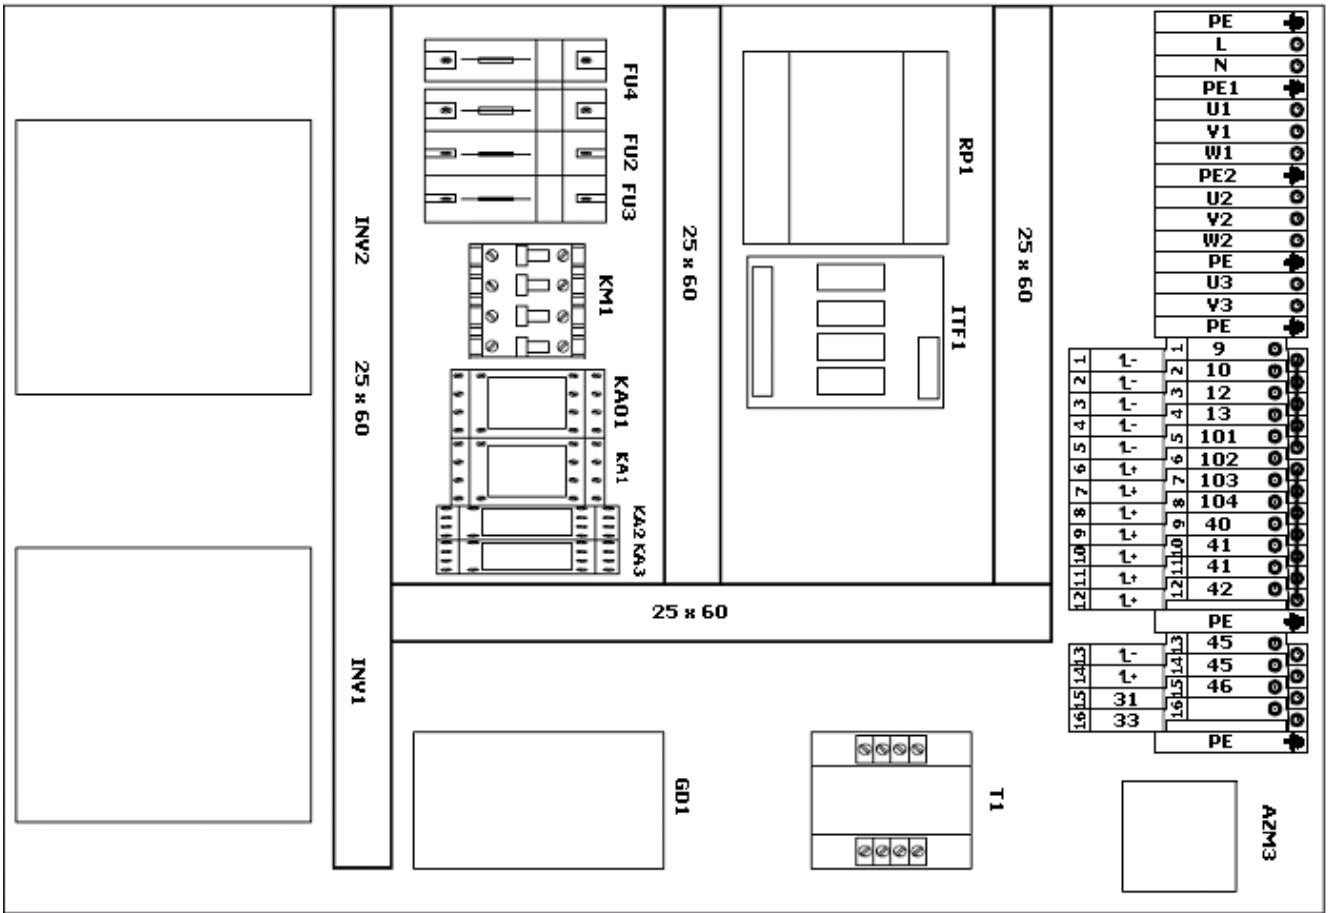 FU4
FU2
FU3
KM1
KA01
KA1
KA2
KA3
INV2
25 x 60
INV1
25 x 60
RP1
ITF1
25 x 60
25 x 60
GD1
T1
AZM3
PE
L
N
PE1
U1
V1
W1
PE2
U2
V2
W2
PE
U3
V3
PE
1 9
2 10
3 12
4 13
5 101
6 102
7 103
8 104
9 40
10 41
11 41
12 42
PE
13 45
14 45
15 46
16
PE
1 1-
2 1-
3 1-
4 1-
5 1-
6 1+
7 1+
8 1+
9 1+
10 1+
11 1+
12 1+
13 1-
14 1+
15 31
16 33